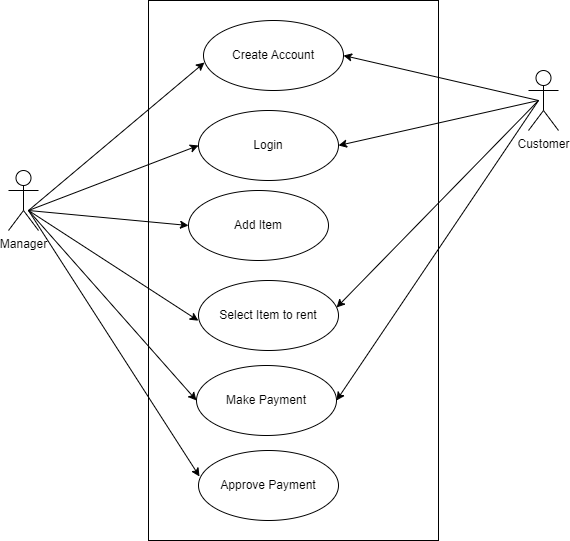 Create Account
Login
Customer
Add Item
Manager
Select Item to rent
Make Payment
Approve Payment